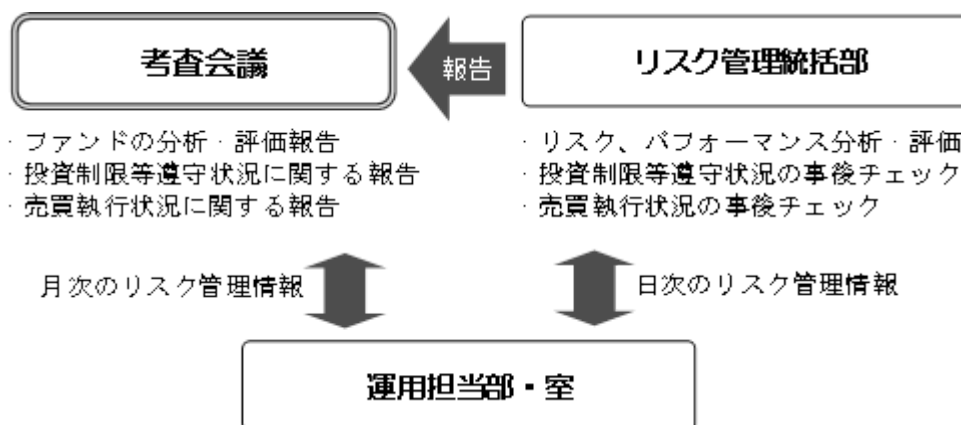 考査会議
報告
リスク管理統括部
· ファンドの分析 · 評価報告
· 投資制限等遵守状況に関する報告
· 売買執行状況に関する報告
· リスク、パフォーマンス分析 · 評価
· 投資制限等遵守状況の事後チェック
· 売買執行状況の事後チェック
月次のリスク管理情報
日次のリスク管理情報
運用担当部・室